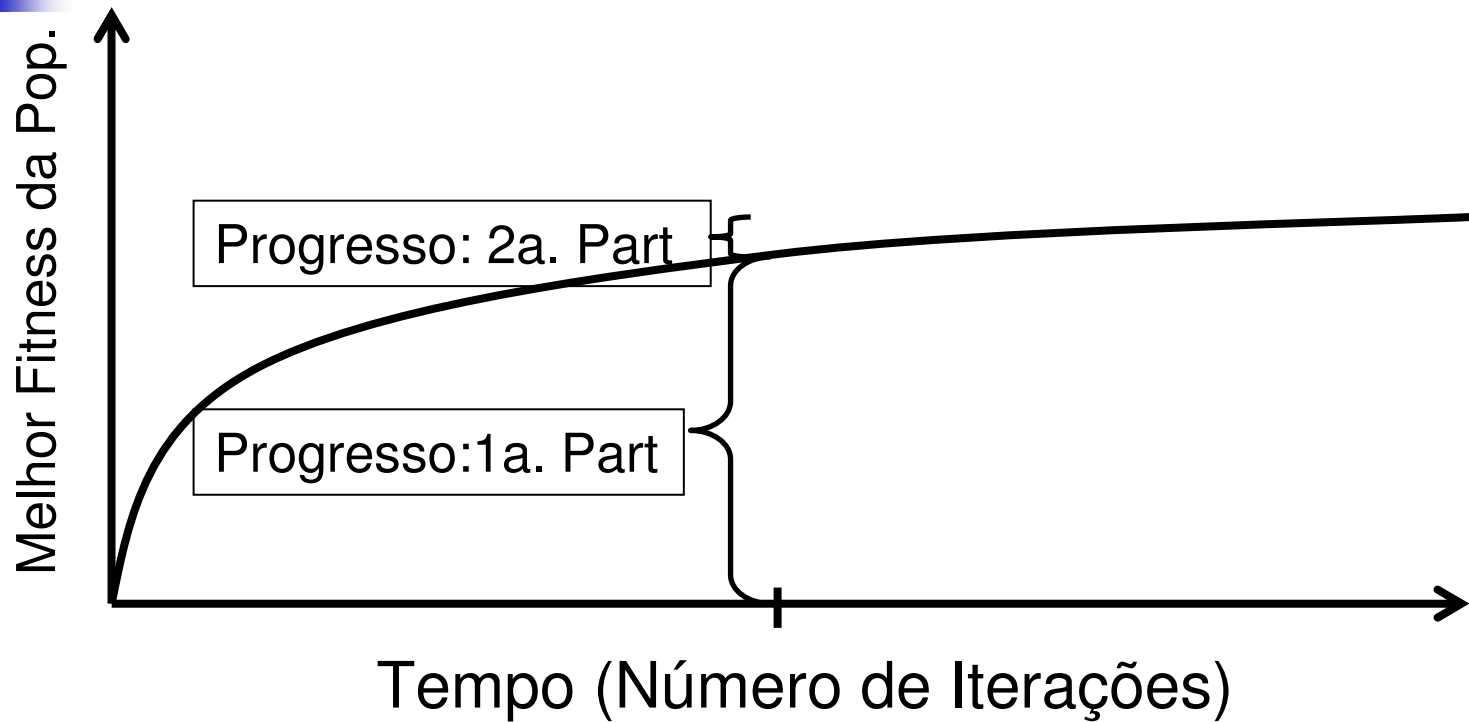 Melhor Fitness da Pop.
Progresso: 2a. Part
Progresso:1a. Part
Tempo (Número de Iterações)